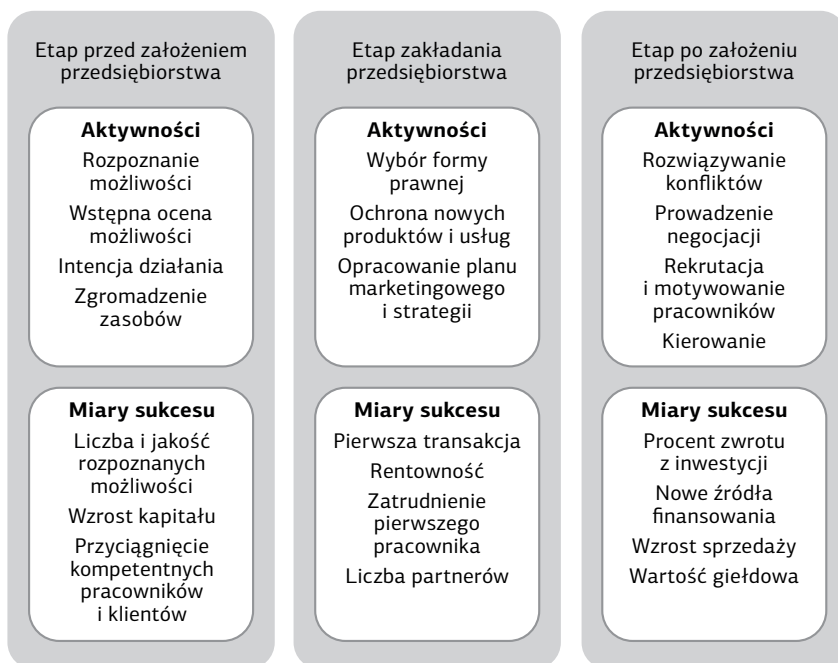 Etap przed założeniem
przedsiębiorstwa
Aktywności
Rozpoznanie
możliwości
Wstępna ocena
możliwości
Intencja działania
Zgromadzenie
zasobów
Miary sukcesu
Liczba i jakość
rozpoznanych
możliwości
Wzrost kapitału
Przyciągnięcie
kompetentnych
pracowników
i klientów
Etap zakładania
przedsiębiorstwa
Aktywności
Wybór formy
prawnej
Ochrona nowych
produktów i usług
Opracowanie planu
marketingowego
i strategii
Miary sukcesu
Pierwsza transakcja
Rentowność
Zatrudnienie
pierwszego
pracownika
Liczba partnerów
Etap po założeniu
przedsiębiorstwa
Aktywności
Rozwiązywanie
konfliktów
Prowadzenie
negocjacji
Rekrutacja
i motywowanie
pracowników
Kierowanie
Miary sukcesu
Procent zwrotu
z inwestycji
Nowe źródła
finansowania
Wzrost sprzedaży
Wartość giełdowa